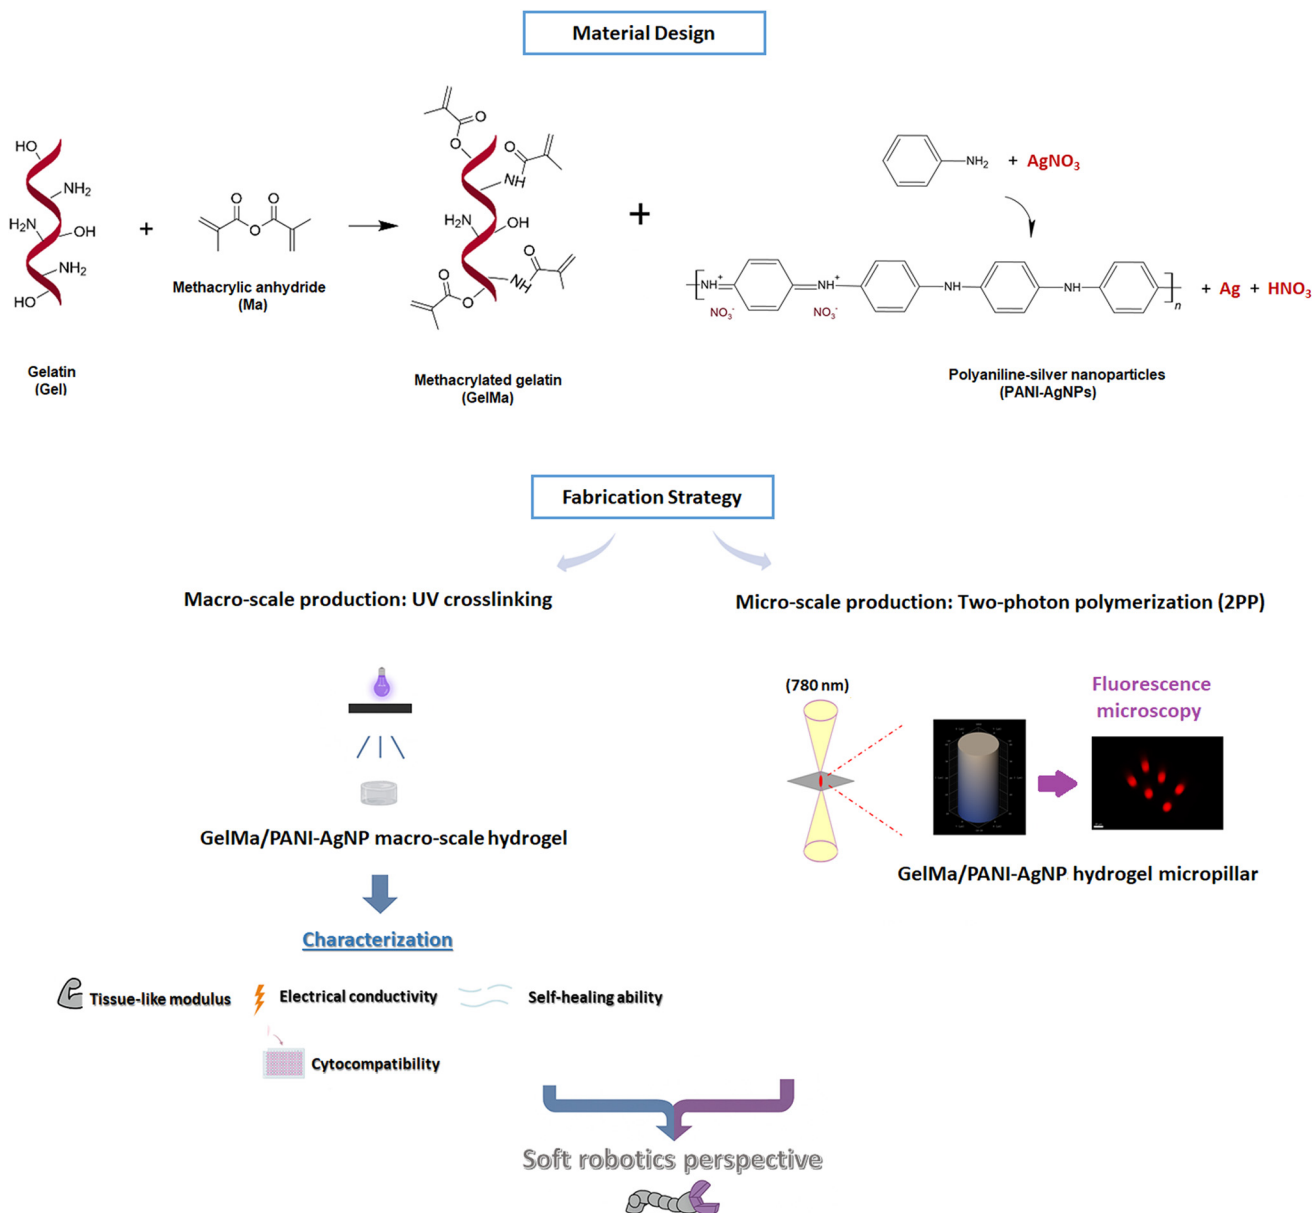 Material Design
HO
NH2
H2N
OH
NH2
HO
Gelatin
(Gel)
+
O O
O
Methacrylic anhydride
(Ma)
O
O
O
NH
H2N
OH
O
O
NH
O
Methacrylated gelatin
(GelMa)
+
NH2 + AgNO3
NH+ NH+ NH NH n + Ag + HNO3
NO3- NO3-
Polyaniline-silver nanoparticles
(PANI-AgNPs)
Fabrication Strategy
Macro-scale production: UV crosslinking
Micro-scale production: Two-photon polymerization (2PP)
(780 nm)
Fluorescence
microscopy
GelMa/PANI-AgNP macro-scale hydrogel
GelMa/PANI-AgNP hydrogel micropillar
Characterization
Tissue-like modulus
Electrical conductivity
Self-healing ability
Cytocompatibility
Soft robotics perspective